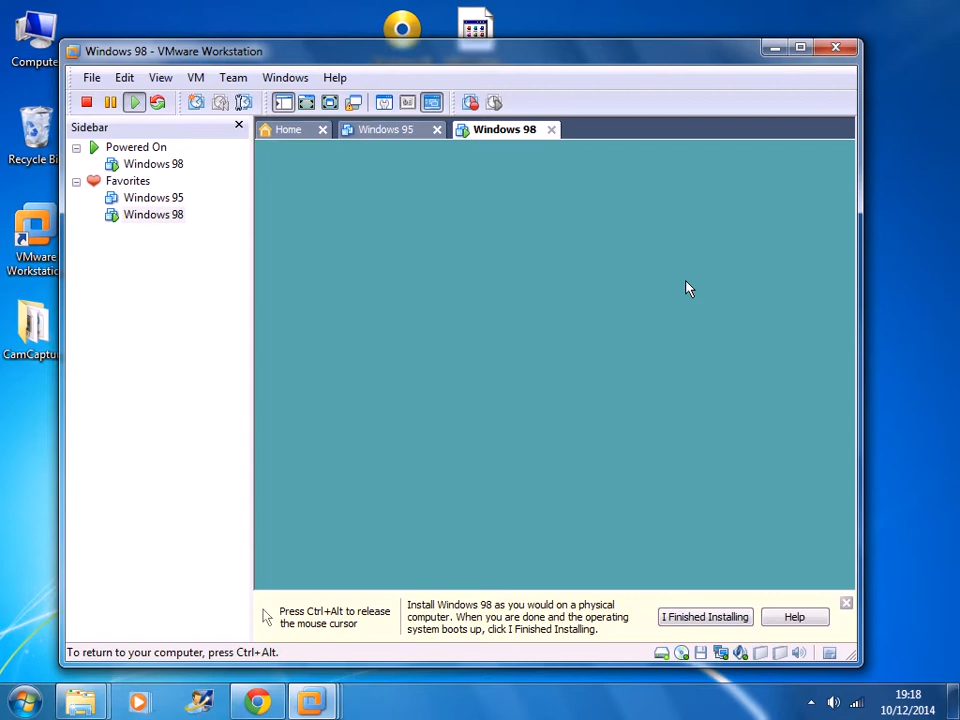 Compute
Windows 98 - VMware Workstation
File Edit View VM Team Windows Help
Sidebar
Home
Windows 95
Windows 98
Powered On
Windows 98
Favorites
Windows 95
Windows 98
Recycle Bi
VMware
Workstatic
CamCaptu
Press Ctrl+Alt to release
the mouse cursor
Install Windows 98 as you would on a physical
computer. When you are done and the operating
system boots up, click I Finished Installing.
I Finished Installing
Help
To return to your computer, press Ctrl+Alt.
19:18
10/12/2014